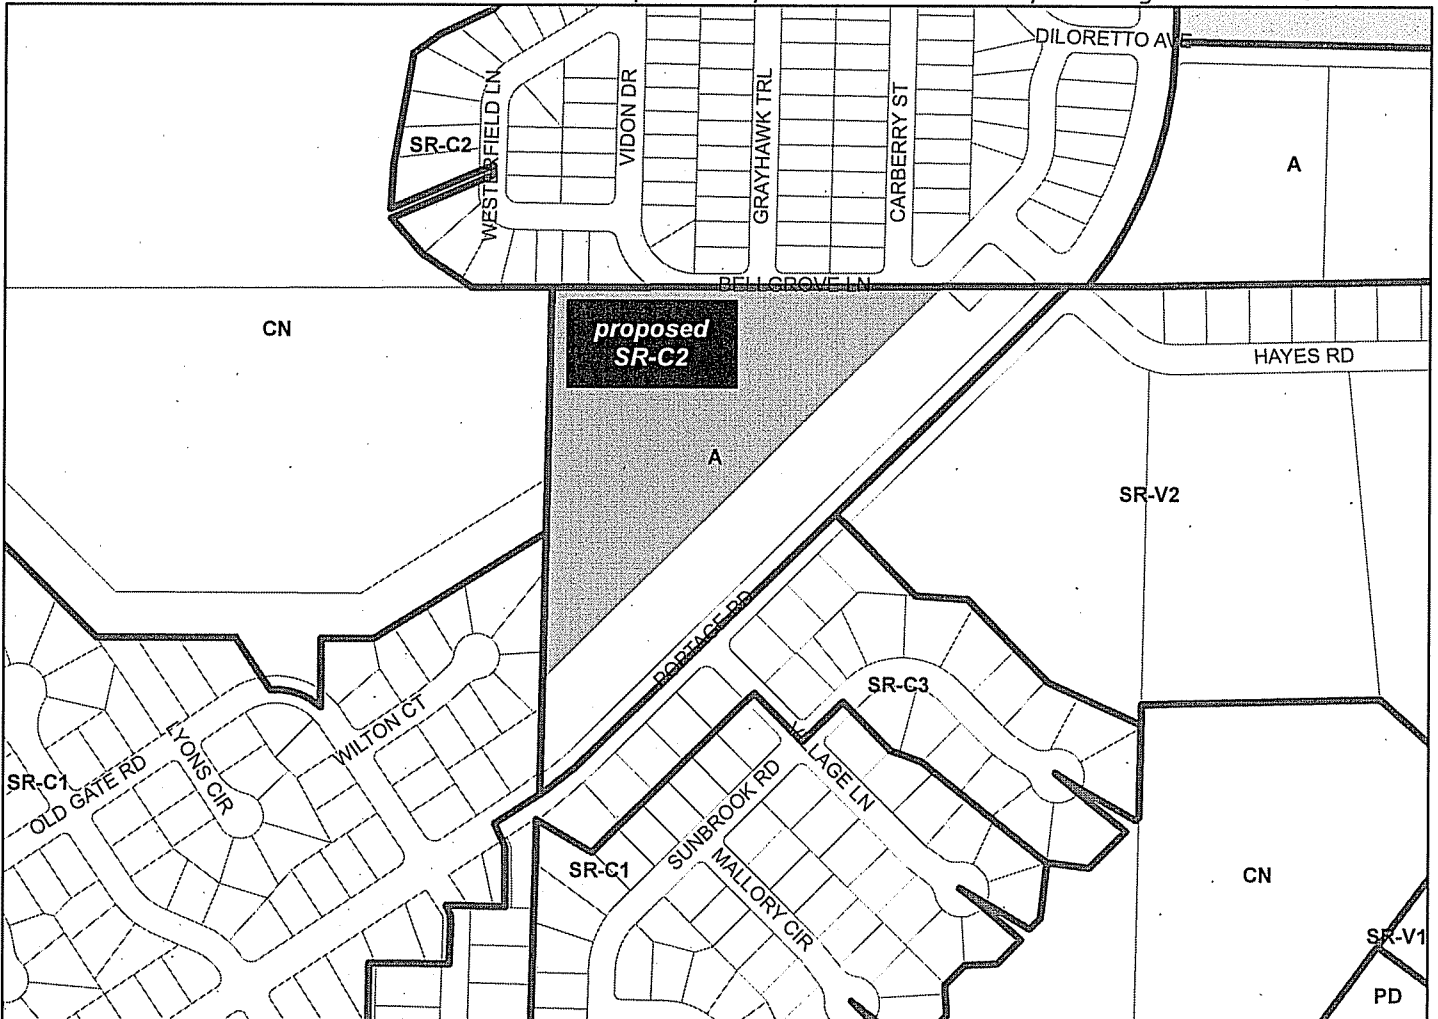 DILORETTO AVE
WESTERFIELD LN
VIDON DR
GRAYHAWK TRL
CARBERRY ST
SR-C2
A
BELLGROVE LN
CN
proposed
SR-C2
HAYES RD
A
SR-V2
PORTAGE RD
SR-C3
WILTON CT
LYONS CIR
OLD GATE RD
SR-C1
LAGE LN
SUNBROOK RD
MALLORY CIR
SR-C1
CN
SR-V1
PD